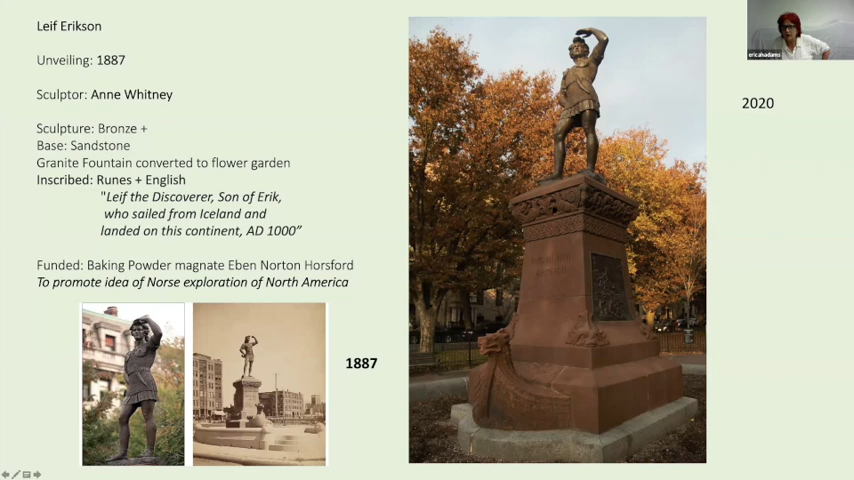 Leif Erikson
Unveiling: 1887
Sculptor: Anne Whitney
Sculpture: Bronze +
Base: Sandstone
Granite Fountain converted to flower garden
Inscribed: Runes + English
"Leif the Discoverer, Son of Erik,
who sailed from Iceland and
landed on this continent, AD 1000”
Funded: Baking Powder magnate Eben Norton Horsford
To promote idea of Norse exploration of North America
1887
2020
ericahadams